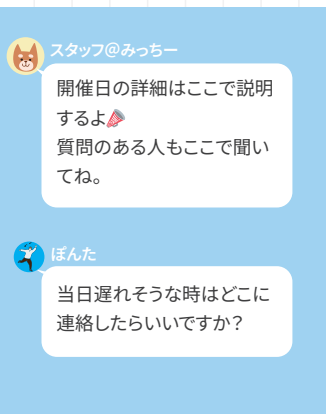 スタッフ@みっちー
開催日の詳細はここで説明
するよ📣
質問のある人もここで聞い
てね。
ぽんた
当日遅れそうな時はどこに
連絡したらいいですか?